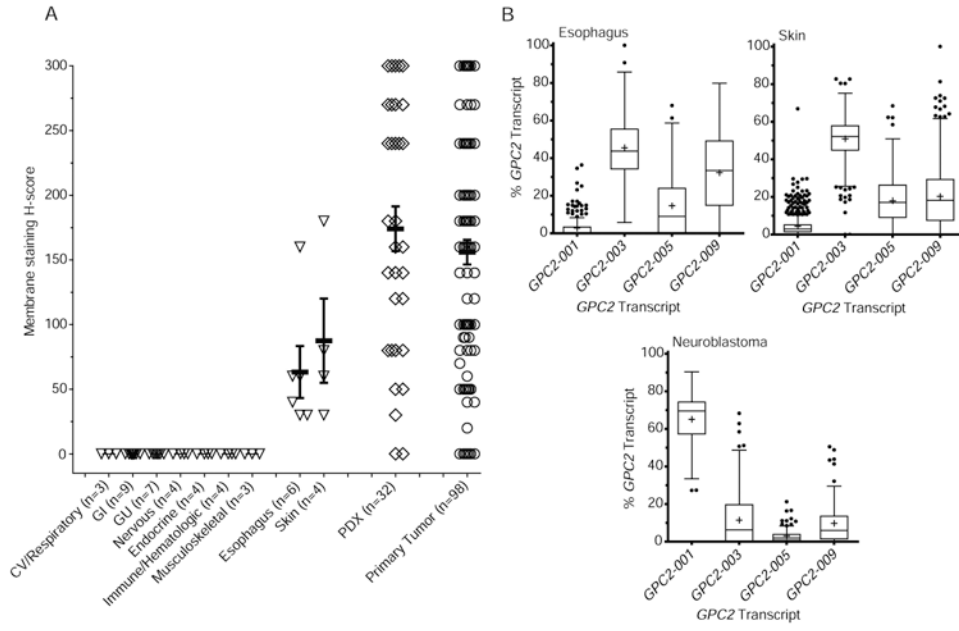 A
Membrane staining H-score
300
250
200
150
100
50
0
CV/Respiratory (n=3)
GI (n=9)
GU (n=7)
Nervous (n=4)
Endocrine (n=4)
Immune/Hematologic (n=4)
Musculoskeletal (n=3)
Esophagus (n=6)
Skin (n=4)
PDX (n=32)
Primary Tumor (n=98)
B
Esophagus
% GPC2 Transcript
100
80
60
40
20
0
GPC2-001
GPC2-003
GPC2-005
GPC2-009
GPC2 Transcript
Skin
100
80
60
40
20
0
GPC2-001
GPC2-003
GPC2-005
GPC2-009
GPC2 Transcript
Neuroblastoma
% GPC2 Transcript
100
80
60
40
20
0
GPC2-001
GPC2-003
GPC2-005
GPC2-009
GPC2 Transcript